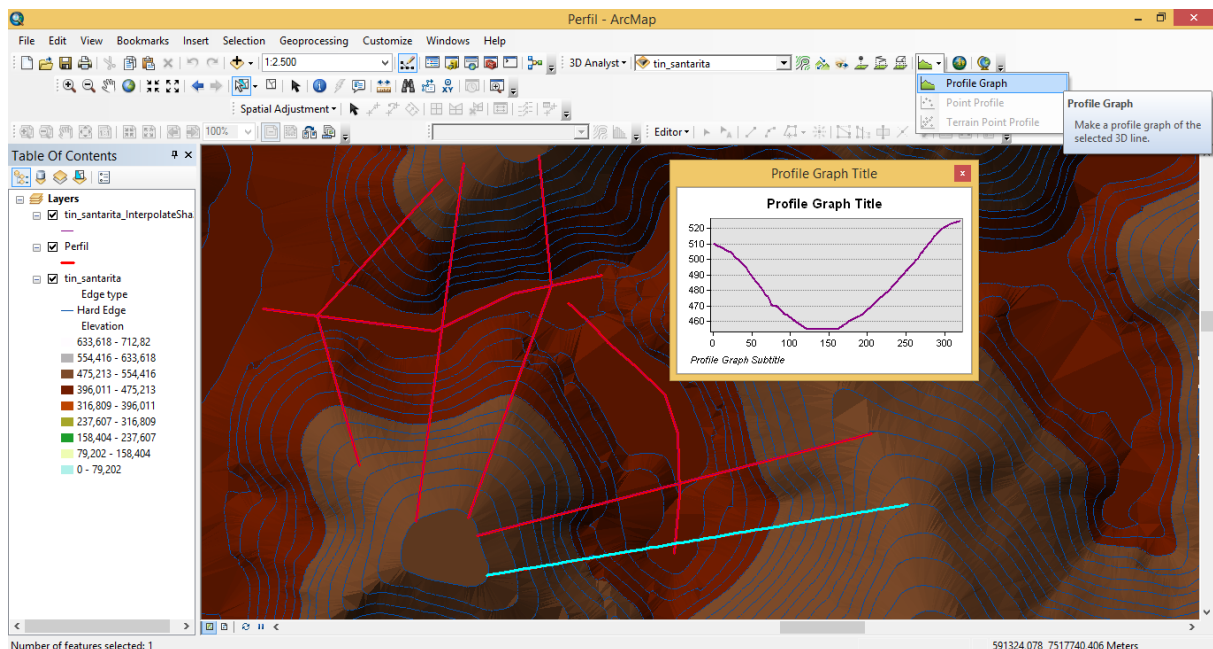 Perfil - ArcMap
File Edit View Bookmarks Insert Selection Geoprocessing Customize Windows Help
1:2.500 3D Analyst tin_santarita
Profile Graph
Point Profile
Terrain Point Profile
Profile Graph
Make a profile graph of the
selected 3D line.
Spatial Adjustment
100% Editor
Table Of Contents
Layers
tin_santarita_InterpolateSha
Perfil
tin_santarita
Edge type
Hard Edge
Elevation
633,618 - 712,82
554,416 - 633,618
475,213 - 554,416
396,011 - 475,213
316,809 - 396,011
237,607 - 316,809
158,404 - 237,607
79,202 - 158,404
0 - 79,202
Profile Graph Title
Profile Graph Title
520
510
500
490
480
470
460
0 50 100 150 200 250 300
Profile Graph Subtitle
Number of features selected: 1
591324,078 7517740,406 Meters